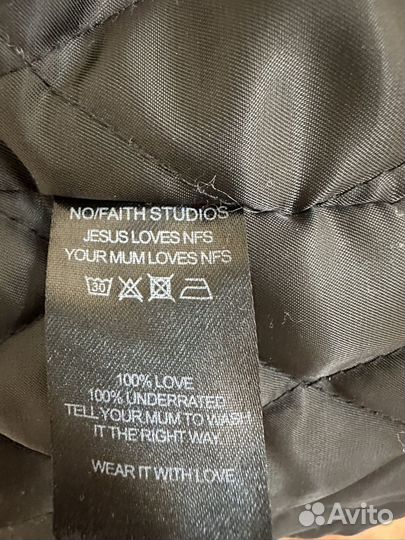 NO/FAITH STUDIOS
JESUS LOVES NFS
YOUR MUM LOVES NFS
30
100% LOVE
100% UNDERRATED
TELL YOUR MUM TO WASH
IT THE RIGHT WAY.
WEAR IT WITH LOVE
Avito